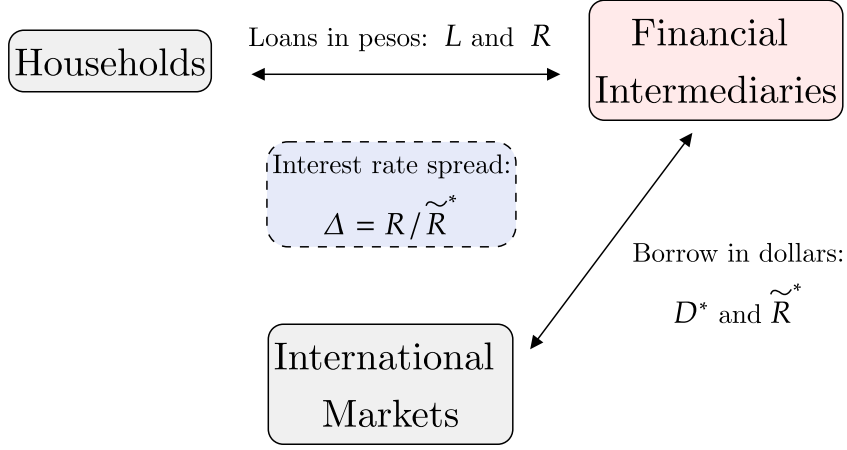 Households
Loans in pesos: L and R
Financial
Intermediaries
Interest rate spread:
Δ = R/R̃*
Borrow in dollars:
D* and R̃*
International
Markets